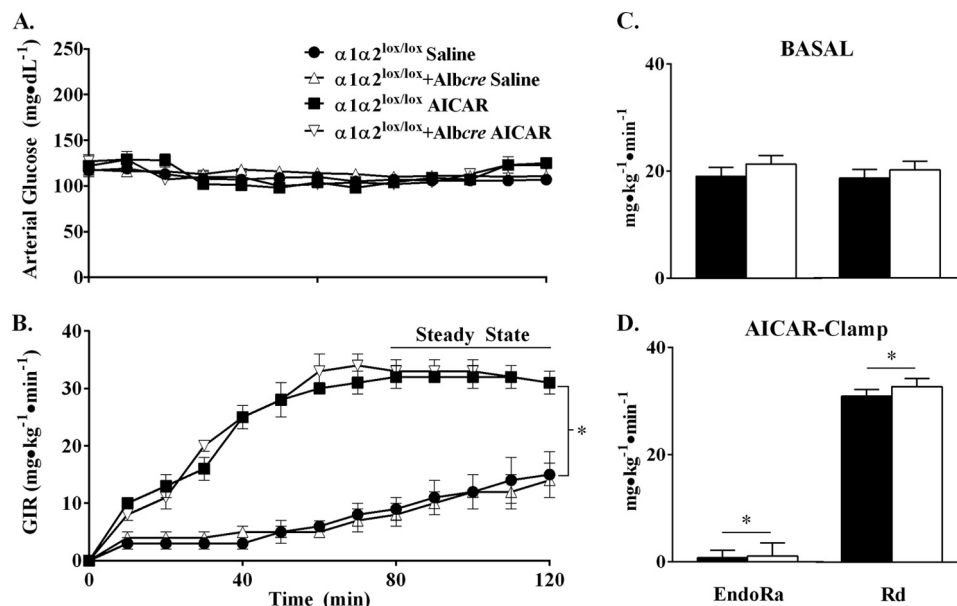 A.
250
200
150
100
50
0
Arterial Glucose (mg•dL⁻¹)
α1α2lox/lox Saline
α1α2lox/lox+Albcre Saline
α1α2lox/lox AICAR
α1α2lox/lox+Albcre AICAR
B.
40
30
20
10
0
GIR (mg•kg⁻¹•min⁻¹)
Steady State
*
0 40 80 120
Time (min)
C.
BASAL
40
20
0
mg•kg⁻¹•min⁻¹
D.
AICAR-Clamp
40
20
0
mg•kg⁻¹•min⁻¹
*
*
EndoRa Rd